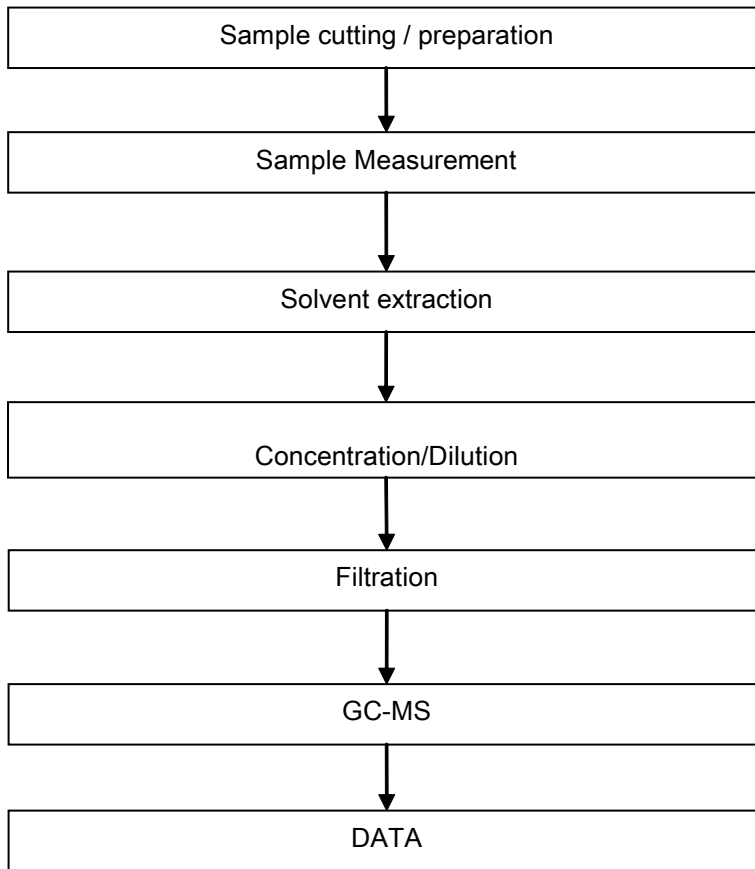 Sample cutting / preparation
Sample Measurement
Solvent extraction
Concentration/Dilution
Filtration
GC-MS
DATA